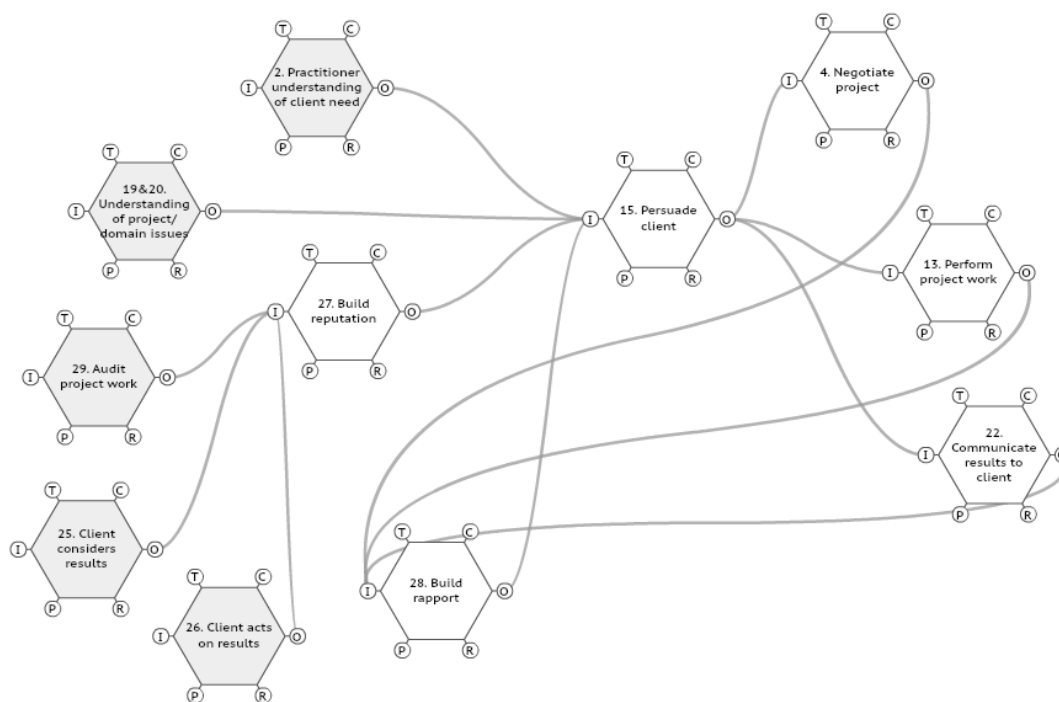 T C
2. Practitioner
I understanding O
of client need
P R
T C
4. Negotiate
I project O
P R
T C
19&20.
I Understanding O
of project/
domain issues
P R
T C
15. Persuade
I client O
P R
T C
13. Perform
I project work O
P R
T C
27. Build
I reputation O
P R
T C
29. Audit
I project work O
P R
T C
22.
I Communicate O
results to
client
P R
T C
25. Client
I considers O
results
P R
T C
28. Build
I rapport O
P R
T C
26. Client acts
I on results O
P R